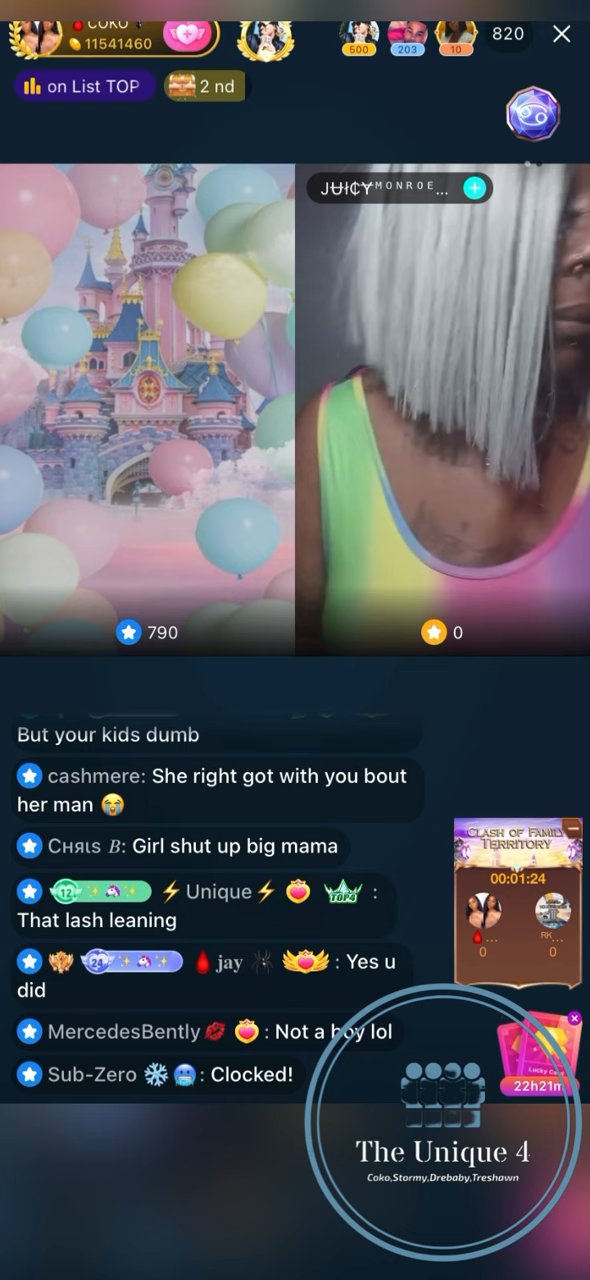 COKO
11541460
500
203
10
820
on List TOP
2 nd
JUICY MONROE...
790
0
But your kids dumb
cashmere: She right got with you bout
her man 😭
Cʜяιs B: Girl shut up big mama
12 ⚡Unique⚡ TOP4 :
That lash leaning
24 🩸jay🕷 : Yes u
did
MercedesBently💋 : Not a boy lol
Sub-Zero ❄️🥶: Clocked!
CLASH OF FAMILY
TERRITORY
00:01:24
... RK...
0 0
22h21m
The Unique 4
Coko,Stormy,Drebaby,Treshawn